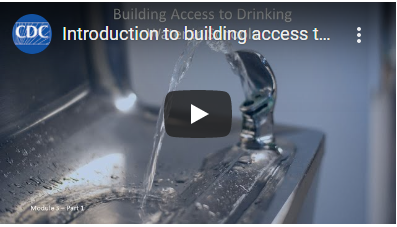 Building Access to Drinking
CDC
Introduction to building access t...
Module 3 – Part 1